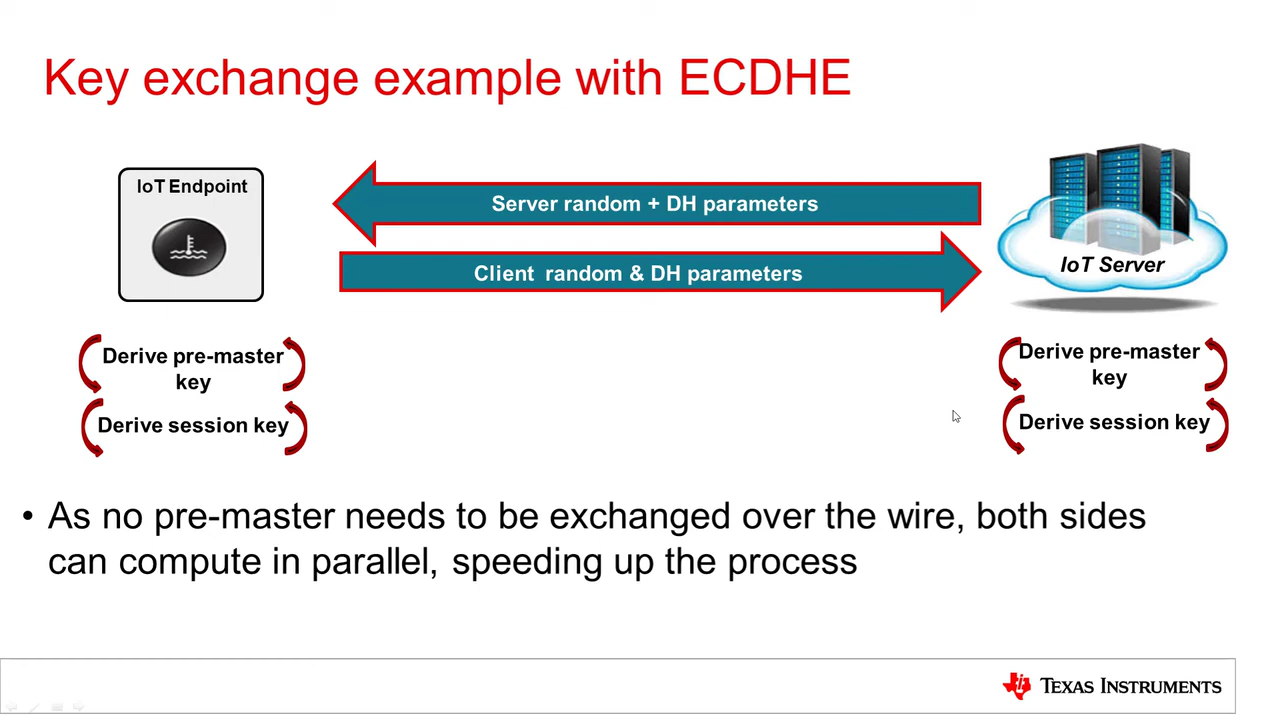 Key exchange example with ECDHE
IoT Endpoint
Server random + DH parameters
Client random & DH parameters
IoT Server
Derive pre-master
key
Derive session key
Derive pre-master
key
Derive session key
• As no pre-master needs to be exchanged over the wire, both sides
can compute in parallel, speeding up the process
TEXAS INSTRUMENTS